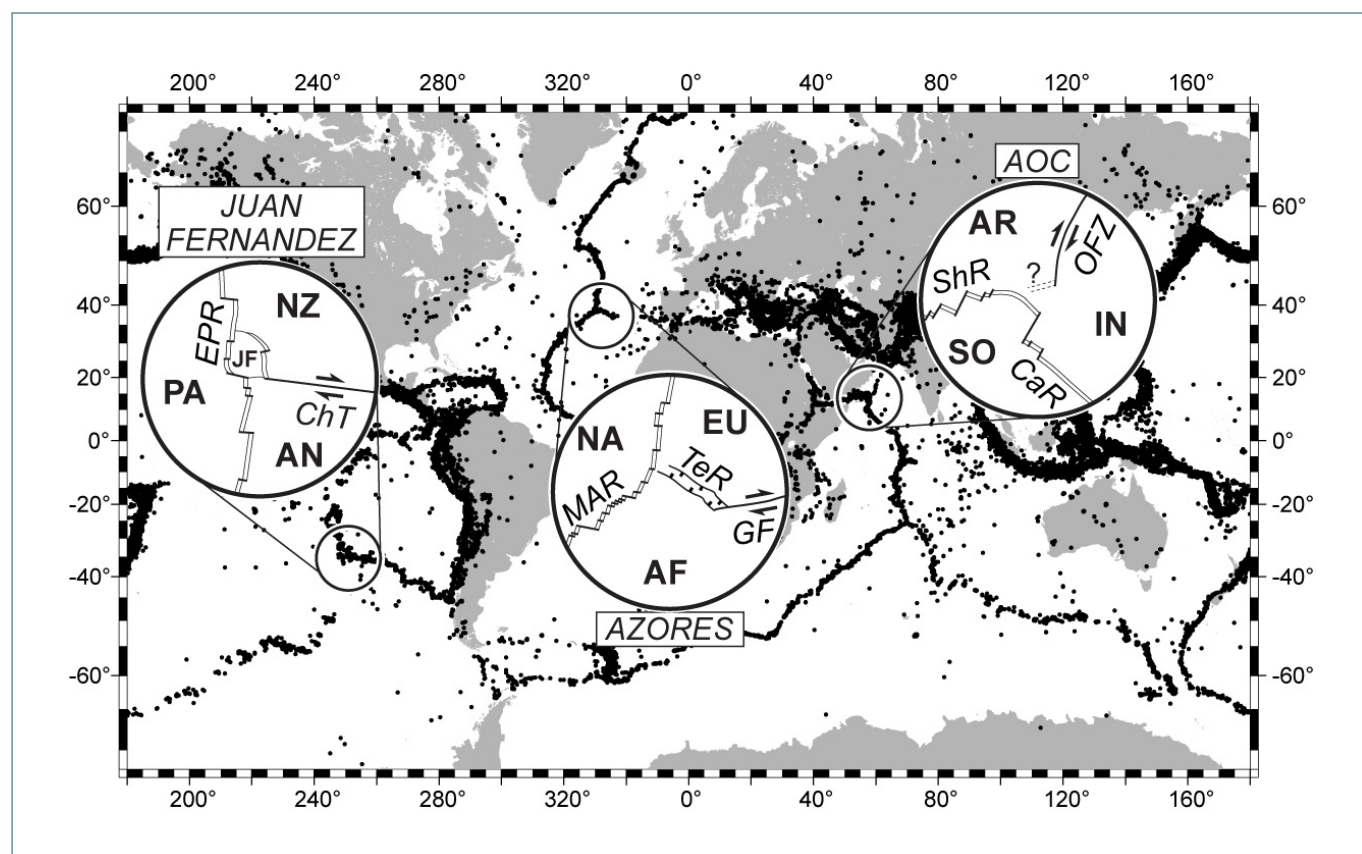 200° 240° 280° 320° 0° 40° 80° 120° 160°
60° 60°
40° 40°
20° 20°
0° 0°
-20° -20°
-40° -40°
-60° -60°
200° 240° 280° 320° 0° 40° 80° 120° 160°
JUAN
FERNANDEZ
NZ
EPR
JF
PA
ChT
AN
EU
NA
TeR
MAR
GF
AF
AZORES
AOC
AR
OFZ
ShR
?
IN
SO
CaR